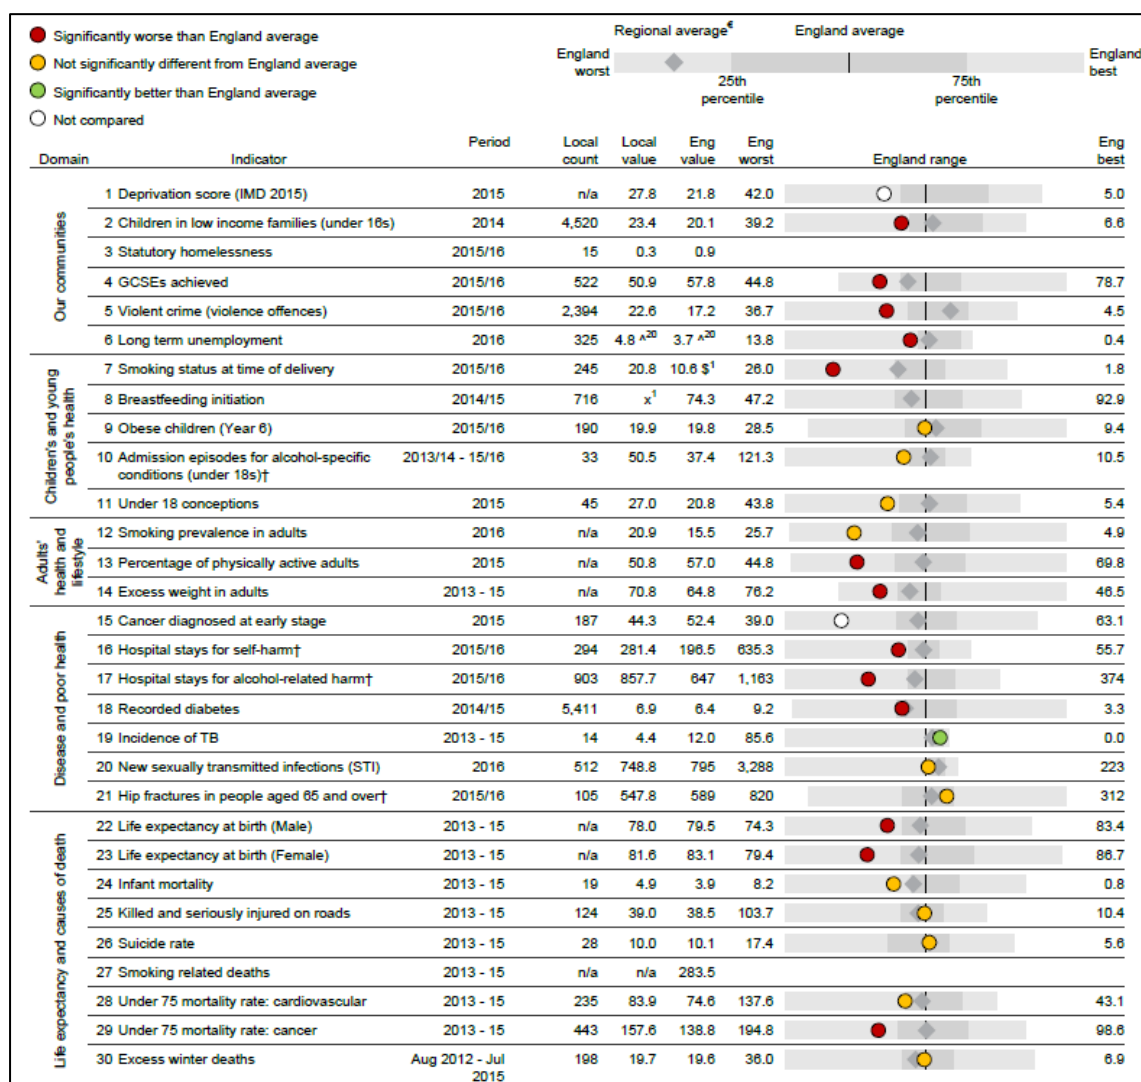 Significantly worse than England average
Not significantly different from England average
Significantly better than England average
Not compared
Regional average€ England average
England worst
England best
25th percentile
75th percentile
Domain Indicator Period Local count Local value Eng value Eng worst England range Eng best
Our communities
1 Deprivation score (IMD 2015) 2015 n/a 27.8 21.8 42.0 5.0
2 Children in low income families (under 16s) 2014 4,520 23.4 20.1 39.2 6.6
3 Statutory homelessness 2015/16 15 0.3 0.9
4 GCSEs achieved 2015/16 522 50.9 57.8 44.8 78.7
5 Violent crime (violence offences) 2015/16 2,394 22.6 17.2 36.7 4.5
6 Long term unemployment 2016 325 4.8 ^20 3.7 ^20 13.8 0.4
Children's and young people's health
7 Smoking status at time of delivery 2015/16 245 20.8 10.6 $1 26.0 1.8
8 Breastfeeding initiation 2014/15 716 x1 74.3 47.2 92.9
9 Obese children (Year 6) 2015/16 190 19.9 19.8 28.5 9.4
10 Admission episodes for alcohol-specific 2013/14 - 15/16 33 50.5 37.4 121.3 10.5
conditions (under 18s)†
11 Under 18 conceptions 2015 45 27.0 20.8 43.8 5.4
Adults' health and lifestyle
12 Smoking prevalence in adults 2016 n/a 20.9 15.5 25.7 4.9
13 Percentage of physically active adults 2015 n/a 50.8 57.0 44.8 69.8
14 Excess weight in adults 2013 - 15 n/a 70.8 64.8 76.2 46.5
Disease and poor health
15 Cancer diagnosed at early stage 2015 187 44.3 52.4 39.0 63.1
16 Hospital stays for self-harm† 2015/16 294 281.4 196.5 635.3 55.7
17 Hospital stays for alcohol-related harm† 2015/16 903 857.7 647 1,163 374
18 Recorded diabetes 2014/15 5,411 6.9 6.4 9.2 3.3
19 Incidence of TB 2013 - 15 14 4.4 12.0 85.6 0.0
20 New sexually transmitted infections (STI) 2016 512 748.8 795 3,288 223
21 Hip fractures in people aged 65 and over† 2015/16 105 547.8 589 820 312
Life expectancy and causes of death
22 Life expectancy at birth (Male) 2013 - 15 n/a 78.0 79.5 74.3 83.4
23 Life expectancy at birth (Female) 2013 - 15 n/a 81.6 83.1 79.4 86.7
24 Infant mortality 2013 - 15 19 4.9 3.9 8.2 0.8
25 Killed and seriously injured on roads 2013 - 15 124 39.0 38.5 103.7 10.4
26 Suicide rate 2013 - 15 28 10.0 10.1 17.4 5.6
27 Smoking related deaths 2013 - 15 n/a n/a 283.5
28 Under 75 mortality rate: cardiovascular 2013 - 15 235 83.9 74.6 137.6 43.1
29 Under 75 mortality rate: cancer 2013 - 15 443 157.6 138.8 194.8 98.6
30 Excess winter deaths Aug 2012 - Jul 198 19.7 19.6 36.0 6.9
2015